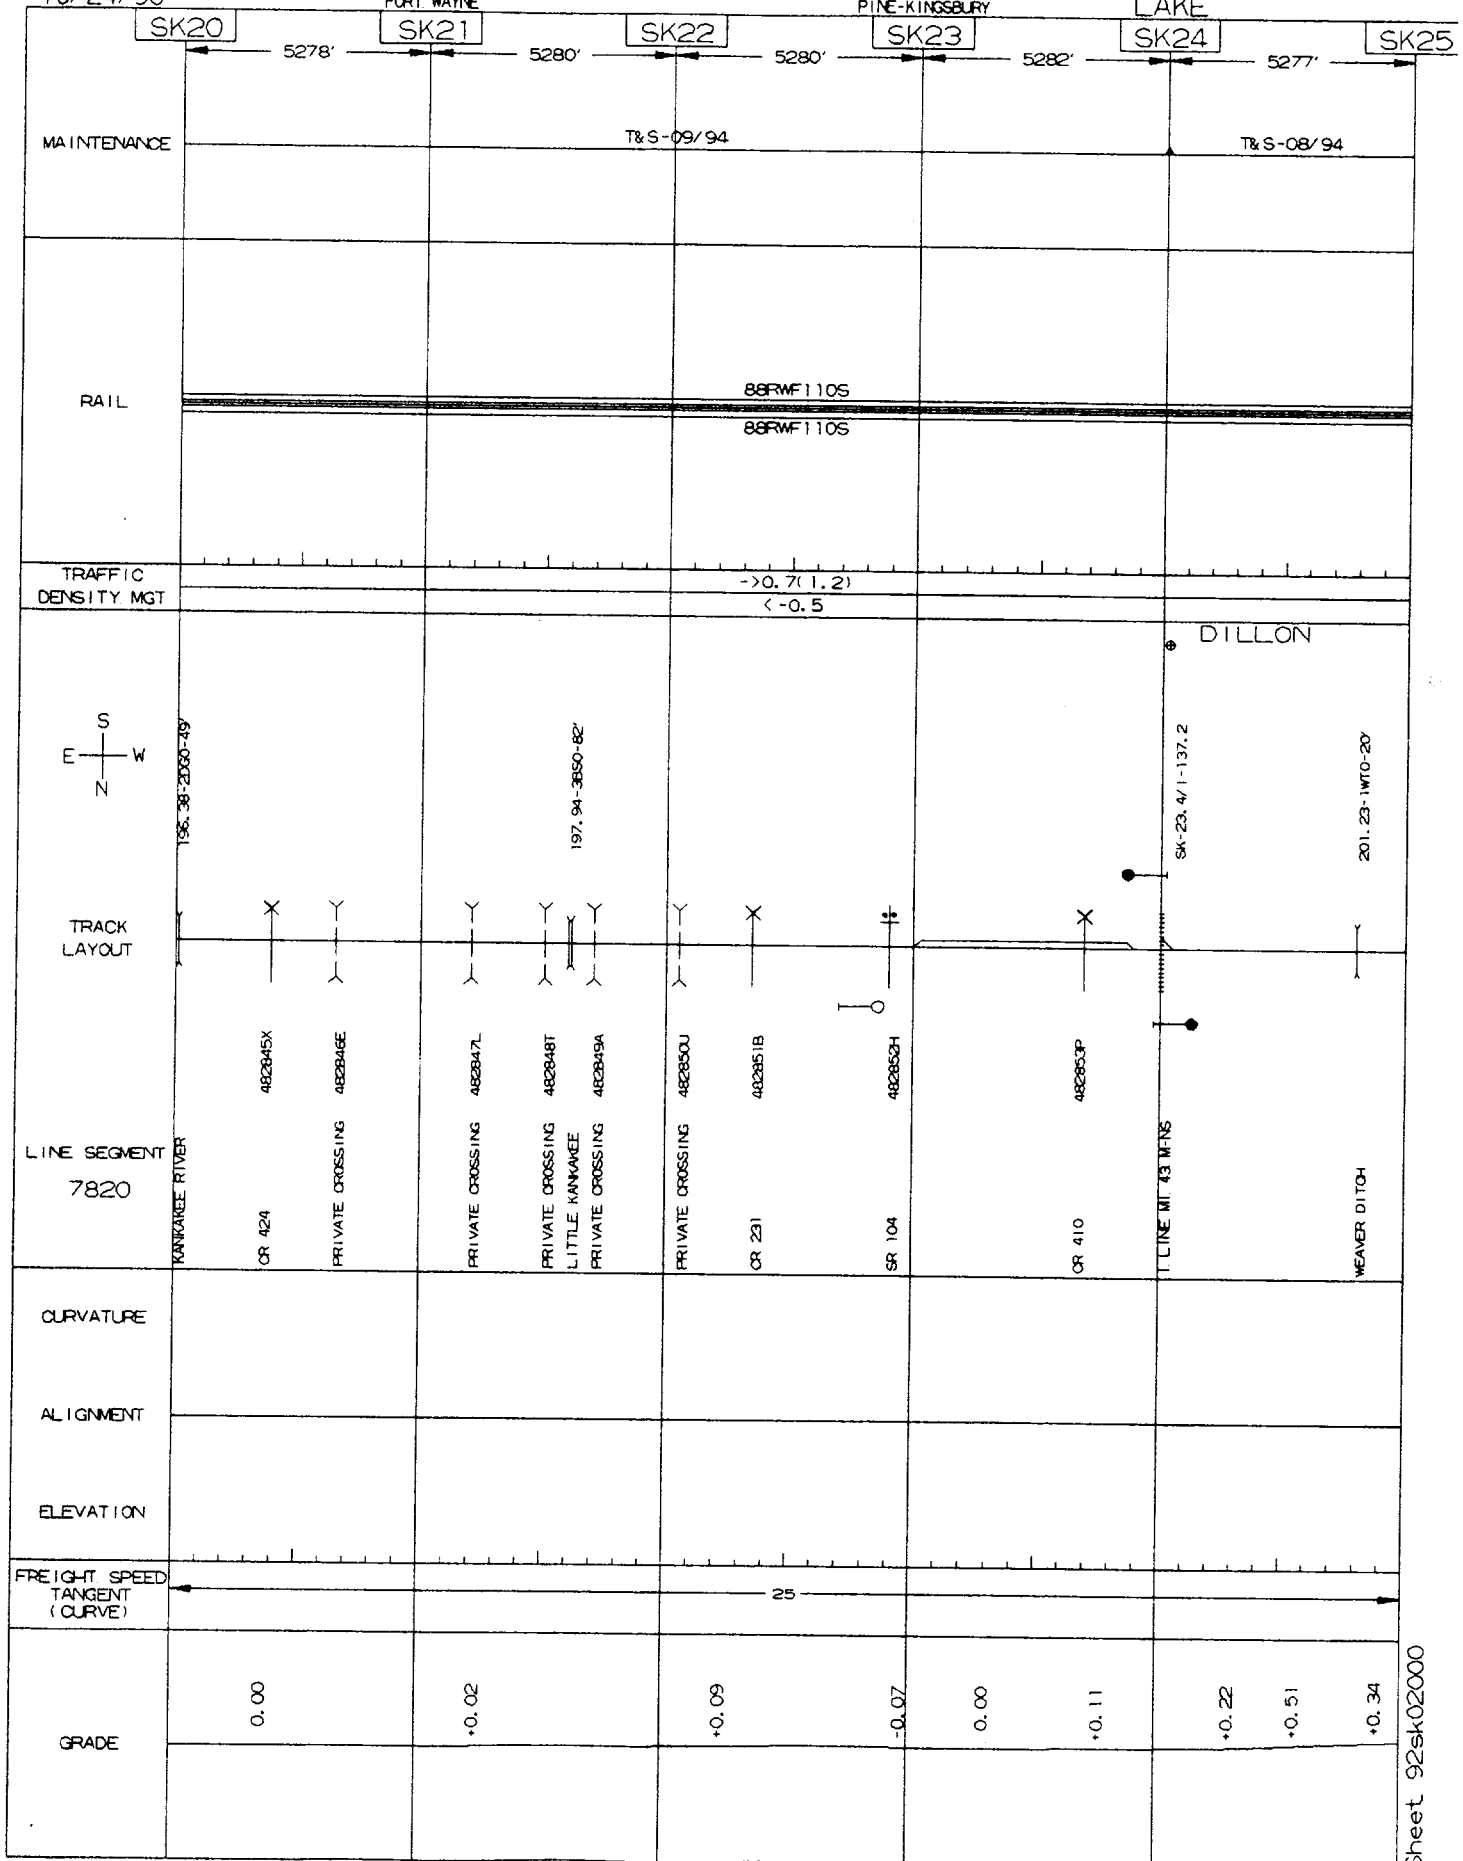 FORT WAYNE
PINE-KINGSBURY
LAKE
SK20
SK21
SK22
SK23
SK24
SK25
5278'
5280'
5280'
5282'
5277'
MAINTENANCE
T&S-09/94
T&S-08/94
RAIL
88RWF110S
88RWF110S
TRAFFIC
DENSITY MGT
->0.7(1.2)
<-0.5
DILLON
S
E
W
N
196.38-2DGO-49'
197.94-3BSO-82'
SK-23.4/I-137.2
201.23-1WTO-20'
TRACK
LAYOUT
482845X
482846E
482847L
482848T
482849A
482850U
482851B
482852H
482853P
LINE SEGMENT
7820
KANKAKEE RIVER
CR 424
PRIVATE CROSSING
PRIVATE CROSSING
PRIVATE CROSSING
LITTLE KANKAKEE
PRIVATE CROSSING
PRIVATE CROSSING
CR 231
SR 104
CR 410
I. LINE MI. 43 M-NS
WEAVER DITCH
CURVATURE
ALIGNMENT
ELEVATION
FREIGHT SPEED
TANGENT
(CURVE)
25
GRADE
0.00
+0.02
+0.09
-0.07
0.00
+0.11
+0.22
+0.51
+0.34
Sheet 92sk02000